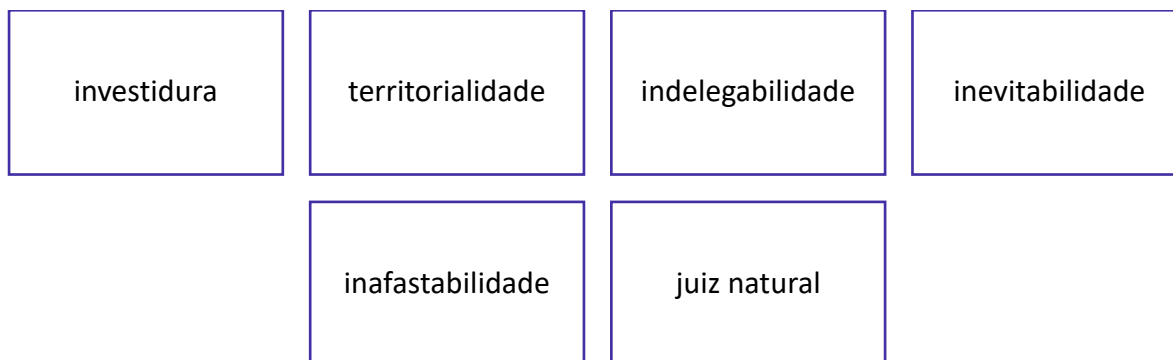 investidura
territorialidade
indelegabilidade
inevitabilidade
inafastabilidade
juiz natural